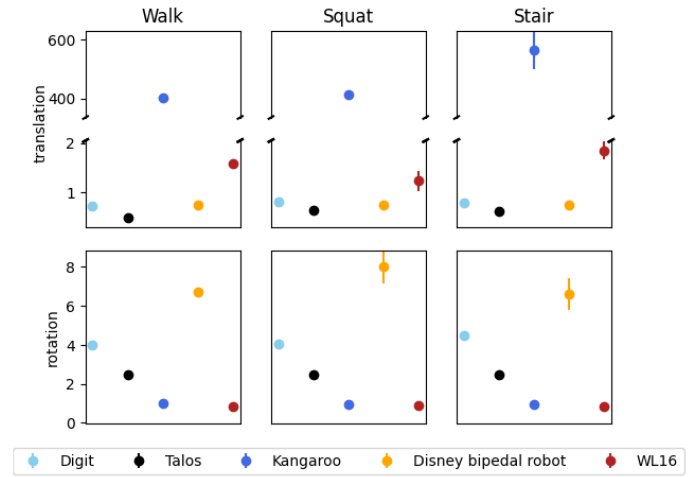 Walk Squat Stair
600
400
translation
2
1
8
6
4
2
0
rotation
Digit Talos Kangaroo Disney bipedal robot WL16